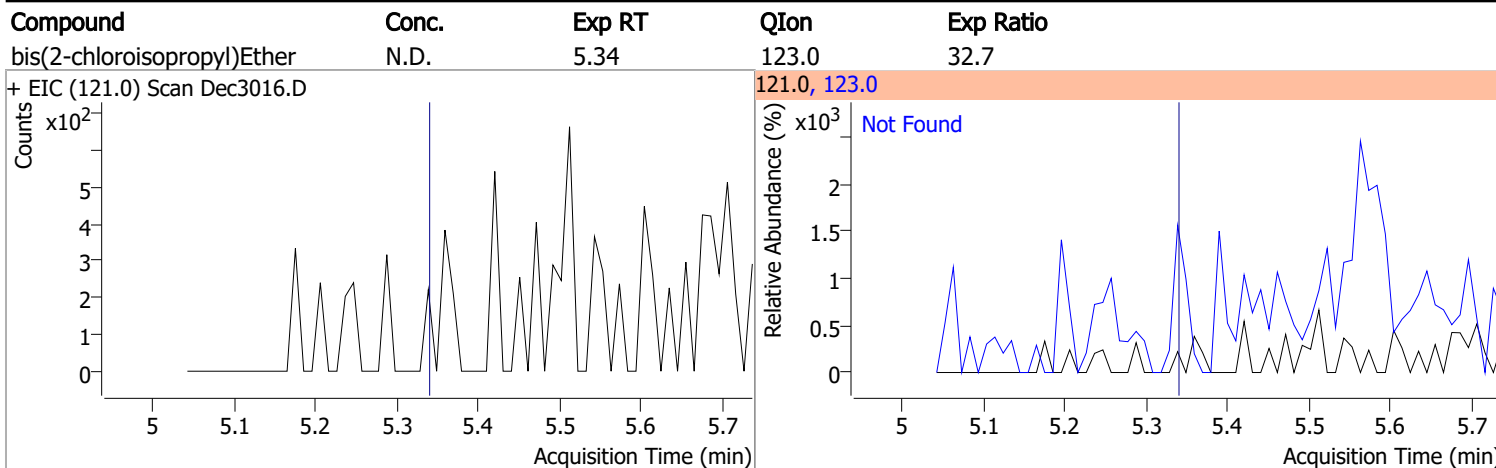 Compound Conc. Exp RT QIon Exp Ratio
bis(2-chloroisopropyl)Ether N.D. 5.34 123.0 32.7
+ EIC (121.0) Scan Dec3016.D
Counts
x10²
5
4
3
2
1
0
5 5.1 5.2 5.3 5.4 5.5 5.6 5.7
Acquisition Time (min)
121.0, 123.0
Relative Abundance (%)
x10³
Not Found
2
1.5
1
0.5
0
5 5.1 5.2 5.3 5.4 5.5 5.6 5.7
Acquisition Time (min)